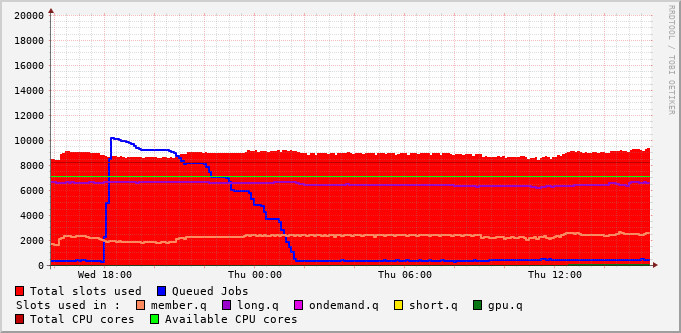 20000
18000
16000
14000
12000
10000
8000
6000
4000
2000
0
Wed 18:00 Thu 00:00 Thu 06:00 Thu 12:00
Total slots used Queued Jobs
Slots used in : member.q long.q ondemand.q short.q gpu.q
Total CPU cores Available CPU cores
RRDTOOL / TOBI OETIKER